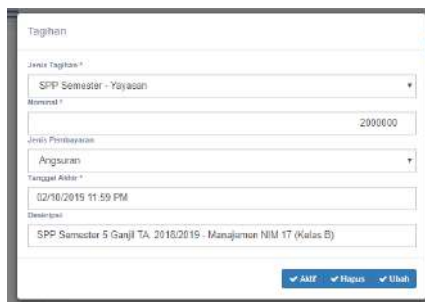 Tagihan
Jenis Tagihan *
SPP Semester - Yayasan
Nominal *
2000000
Jenis Pembayaran
Angsuran
Tanggal Akhir *
02/10/2019 11:59 PM
Deskripsi
SPP Semester 5 Ganjil TA. 2018/2019 - Manajemen NIM 17 (Kelas B)
Aktif Hapus Ubah